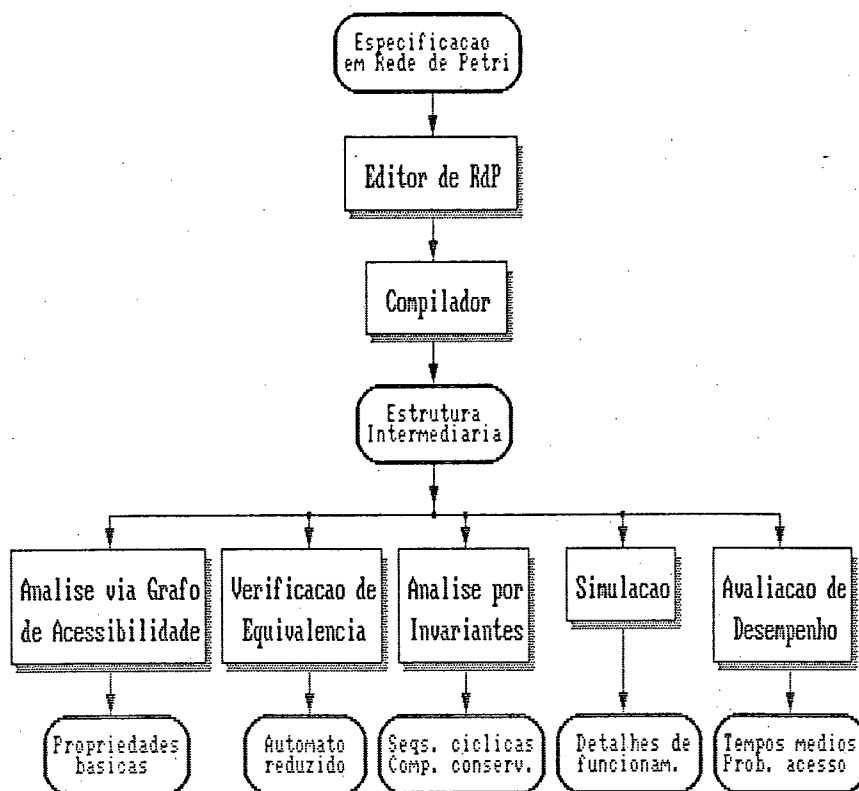 Especificacao
em Rede de Petri
Editor de RdP
Compilador
Estrutura
Intermediaria
Analise via Grafo
de Acessibilidade
Verificacao de
Equivalencia
Analise por
Invariantes
Simulacao
Avaliacao de
Desempenho
Propriedades
basicas
Automato
reduzido
Seqs. ciclicas
Comp. conserv.
Detalhes de
funcionam.
Tempos medios
Prob. acesso